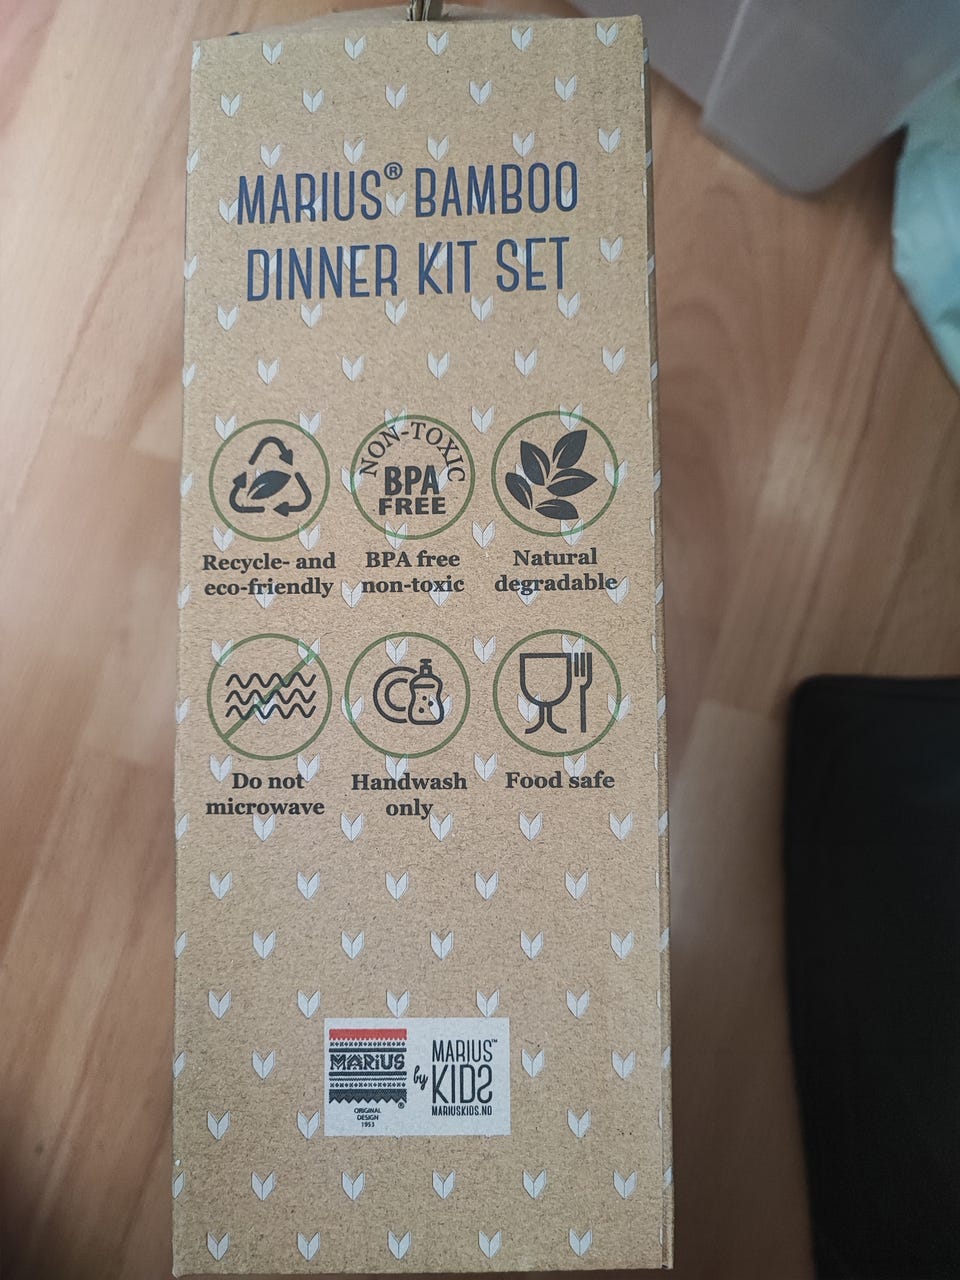 MARIUS® BAMBOO
DINNER KIT SET
NON-TOXIC
BPA
FREE
Recycle- and
eco-friendly
BPA free
non-toxic
Natural
degradable
Do not
microwave
Handwash
only
Food safe
MARIUS
®
ORIGINAL
DESIGN
1953
by
MARIUS™
KIDS
MARIUSKIDS.NO